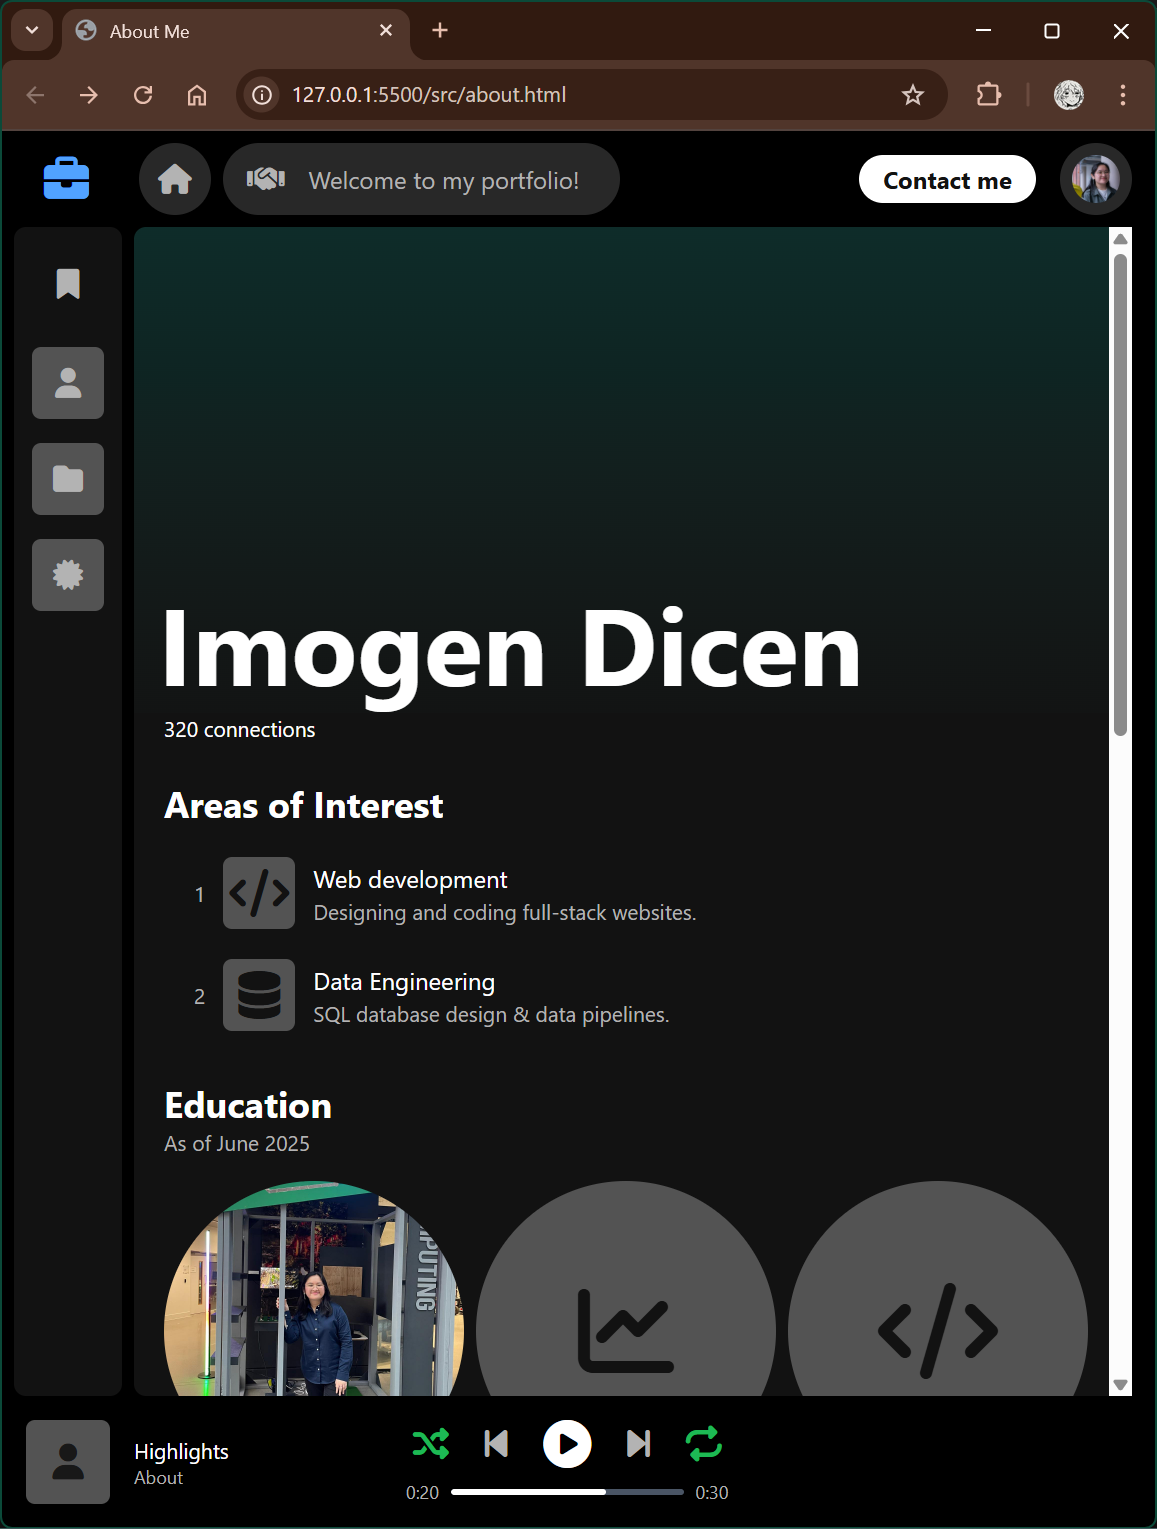 About Me
127.0.0.1:5500/src/about.html
Welcome to my portfolio!
Contact me
Imogen Dicen
320 connections
Areas of Interest
1
Web development
Designing and coding full-stack websites.
2
Data Engineering
SQL database design & data pipelines.
Education
As of June 2025
Highlights
About
0:20
0:30